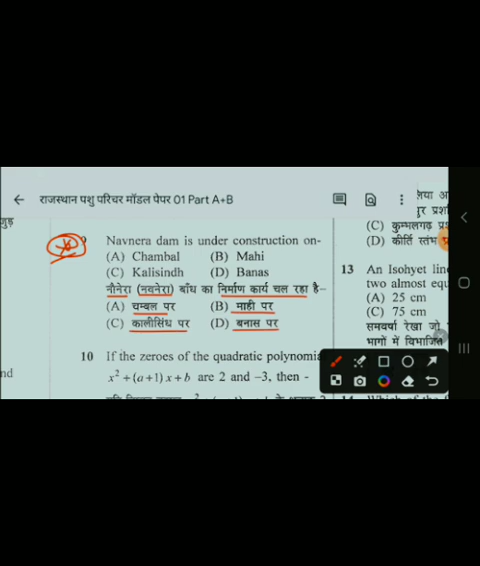 राजस्थान पशु परिचर मॉडल पेपर 01 Part A+B
Navnera dam is under construction on-
(A) Chambal (B) Mahi
(C) Kalisindh (D) Banas
नौनेरा (नवनेरा) बाँध का निर्माण कार्य चल रहा है–
(A) चम्बल पर (B) माही पर
(C) कालीसिंध पर (D) बनास पर
10 If the zeroes of the quadratic polynomia
x² + (a+1) x + b are 2 and –3, then -
nd
(C) कुम्भलगढ़
(D) कीर्ति स्तंभ
13 An Isohyet line
two almost equ
(A) 25 cm
(C) 75 cm
समवर्षा रेखा जो
भागों में विभाजित